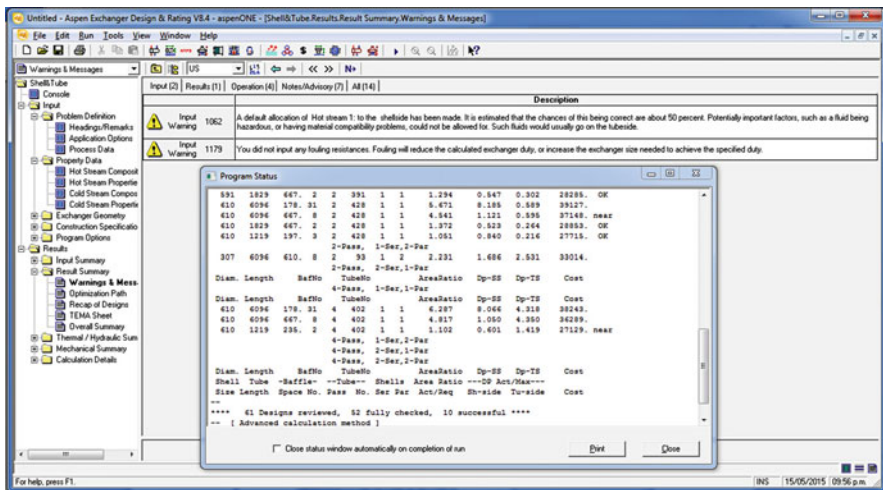 Untitled - Aspen Exchanger Design & Rating V8.4 - aspenONE - [Shell&Tube.Results.Result Summary.Warnings & Messages]
File Edit Run Tools View Window Help
Warnings & Messages US
Shell&Tube
Console
Input
Problem Definition
Headings/Remarks
Application Options
Process Data
Property Data
Hot Stream Composit
Hot Stream Propertie
Cold Stream Compos
Cold Stream Propertie
Exchanger Geometry
Construction Specificatio
Program Options
Results
Input Summary
Result Summary
Warnings & Mess
Optimization Path
Recap of Designs
TEMA Sheet
Overall Summary
Thermal / Hydraulic Sum
Mechanical Summary
Calculation Details
Input (2) Results (1) Operation (4) Notes/Advisory (7) All (14)
Description
Input Warning 1062 A default allocation of Hot stream 1: to the shellside has been made. It is estimated that the chances of this being correct are about 50 percent. Potentially important factors, such as a fluid being
hazardous, or having material compatibility problems, could not be allowed for. Such fluids would usually go on the tubeside.
Input Warning 1179 You did not input any fouling resistances. Fouling will reduce the calculated exchanger duty, or increase the exchanger size needed to achieve the specified duty.
Program Status
591 1829 667. 2 2 391 1 1 1.294 0.547 0.302 28285. OK
610 6096 178. 31 2 428 1 1 5.671 8.185 0.589 39127.
610 6096 667. 8 2 428 1 1 4.541 1.121 0.595 37148. near
610 1829 667. 2 2 428 1 1 1.372 0.523 0.264 28853. OK
610 1219 197. 3 2 428 1 1 1.051 0.840 0.216 27715. OK
2-Pass, 1-Ser,2-Par
307 6096 610. 8 2 93 1 2 2.231 1.686 2.531 33014.
2-Pass, 2-Ser,1-Par
Diam. Length BafNo TubeNo AreaRatio Dp-SS Dp-TS Cost
4-Pass, 1-Ser,1-Par
Diam. Length BafNo TubeNo AreaRatio Dp-SS Dp-TS Cost
610 6096 178. 31 4 402 1 1 6.287 8.066 4.318 38243.
610 6096 667. 8 4 402 1 1 4.817 1.050 4.350 36289.
610 1219 235. 2 4 402 1 1 1.102 0.601 1.419 27129. near
4-Pass, 1-Ser,2-Par
4-Pass, 2-Ser,1-Par
4-Pass, 2-Ser,2-Par
Diam. Length BafNo TubeNo AreaRatio Dp-SS Dp-TS Cost
Shell Tube -Baffle- --Tube-- Shells Area Ratio ---DP Act/Max---
Size Length Space No. Pass No. Ser Par Act/Req Sh-side Tu-side Cost
--
**** 61 Designs reviewed, 52 fully checked, 10 successful ****
-- [ Advanced calculation method ]
Close status window automatically on completion of run
Print
Close
For help, press F1.
INS 15/05/2015 09:56 p.m.